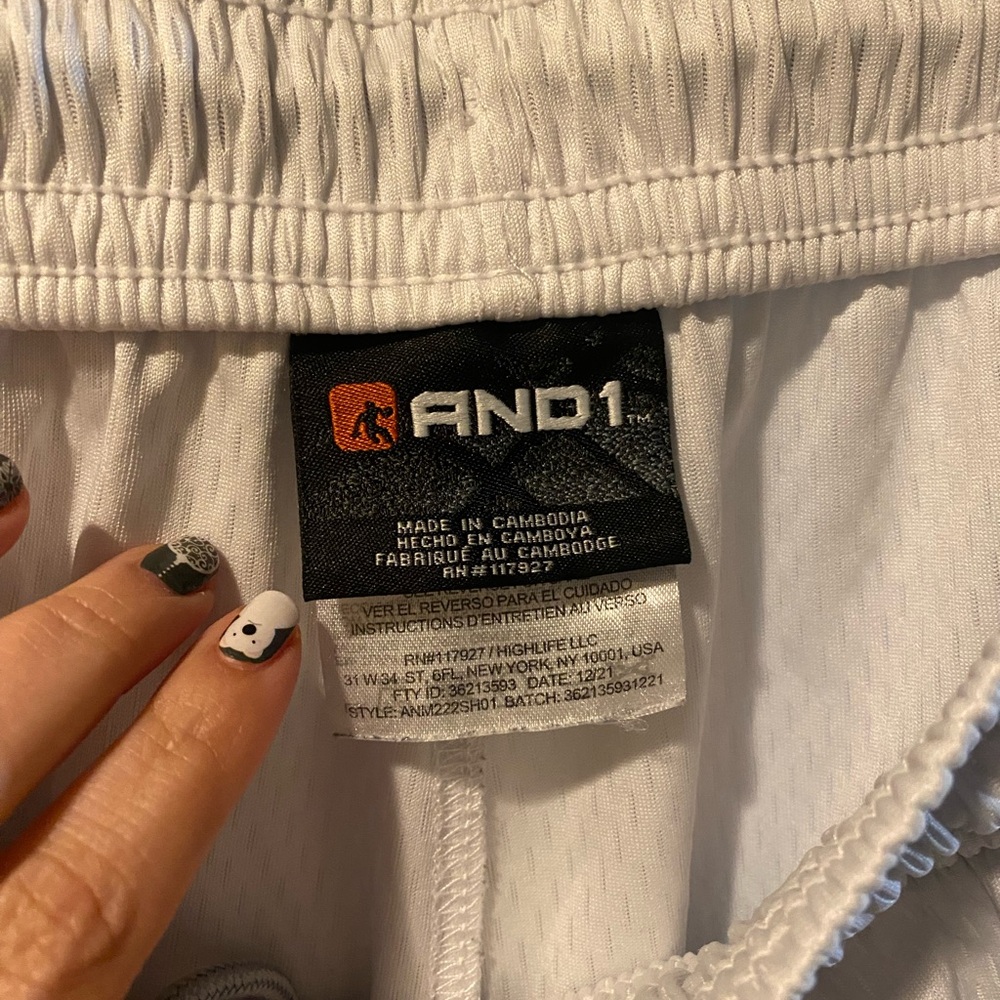 AND1™
MADE IN CAMBODIA
HECHO EN CAMBOYA
FABRIQUÉ AU CAMBODGE
RN#117927
VER EL REVERSO PARA EL CUIDADO
INSTRUCTIONS D'ENTRETIEN AU VERSO
RN#117927 / HIGHLIFE LLC
31 W 34 ST, 6FL, NEW YORK, NY 10001, USA
FTY ID: 36213593 DATE: 12/21
STYLE: ANM222SH01 BATCH: 362135931221